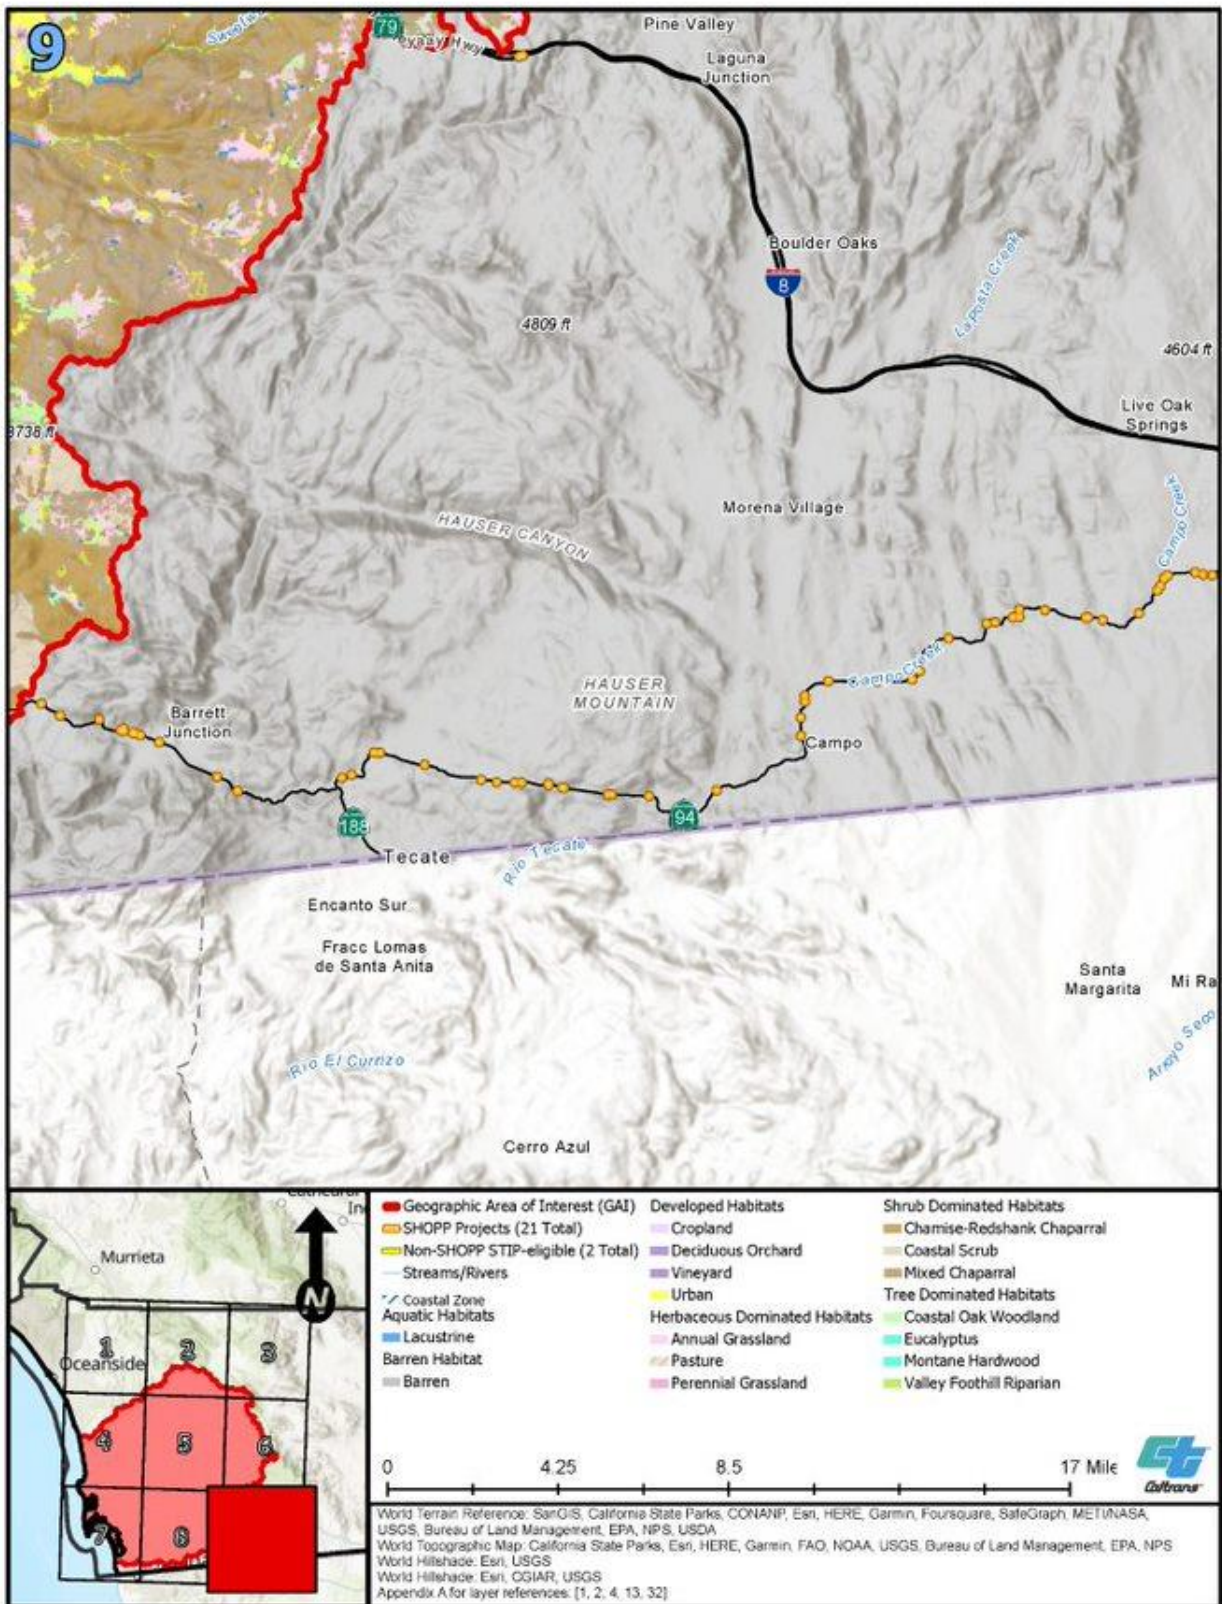 9
Pine Valley
79
eyaay Hwy
Laguna
Junction
Boulder Oaks
8
La Posta Creek
4809 ft
4604 ft
Live Oak
Springs
3738 ft
Morena Village
HAUSER CANYON
Campo Creek
HAUSER
MOUNTAIN
Campo Creek
Barrett
Junction
Campo
188
94
Tecate
Rio Tecate
Encanto Sur
Fracc Lomas
de Santa Anita
Santa
Margarita
Mi Ra
Arroyo Seco
Cerro Azul
Murrieta
N
1
2
3
Oceanside
4
5
6
7
8
Geographic Area of Interest (GAI)
SHOPP Projects (21 Total)
Non-SHOPP STIP-eligible (2 Total)
Streams/Rivers
Coastal Zone
Aquatic Habitats
Lacustrine
Barren Habitat
Barren
Developed Habitats
Cropland
Deciduous Orchard
Vineyard
Urban
Herbaceous Dominated Habitats
Annual Grassland
Pasture
Perennial Grassland
Shrub Dominated Habitats
Chamise-Redshank Chaparral
Coastal Scrub
Mixed Chaparral
Tree Dominated Habitats
Coastal Oak Woodland
Eucalyptus
Montane Hardwood
Valley Foothill Riparian
0 4.25 8.5 17 Mile
Caltrans
World Terrain Reference: SanGIS, California State Parks, CONANP, Esri, HERE, Garmin, Foursquare, SafeGraph, METI/NASA,
USGS, Bureau of Land Management, EPA, NPS, USDA
World Topographic Map: California State Parks, Esri, HERE, Garmin, FAO, NOAA, USGS, Bureau of Land Management, EPA, NPS
World Hillshade: Esri, USGS
World Hillshade: Esri, CGIAR, USGS
Appendix A for layer references: [1, 2, 4, 13, 32]